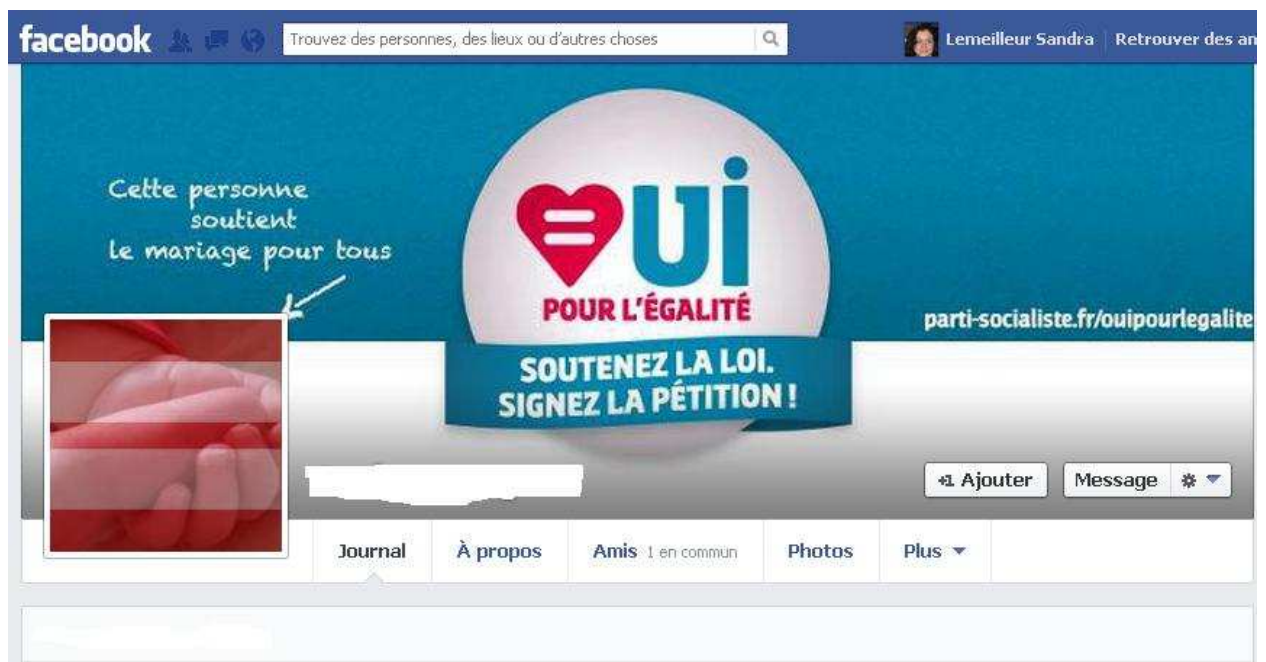 facebook
Trouvez des personnes, des lieux ou d'autres choses
Lemeilleur Sandra
Retrouver des an
Cette personne
soutient
le mariage pour tous
OUI
POUR L'ÉGALITÉ
SOUTENEZ LA LOI.
SIGNEZ LA PÉTITION !
parti-socialiste.fr/ouipourlegalite
+1 Ajouter
Message
Journal
À propos
Amis 1 en commun
Photos
Plus